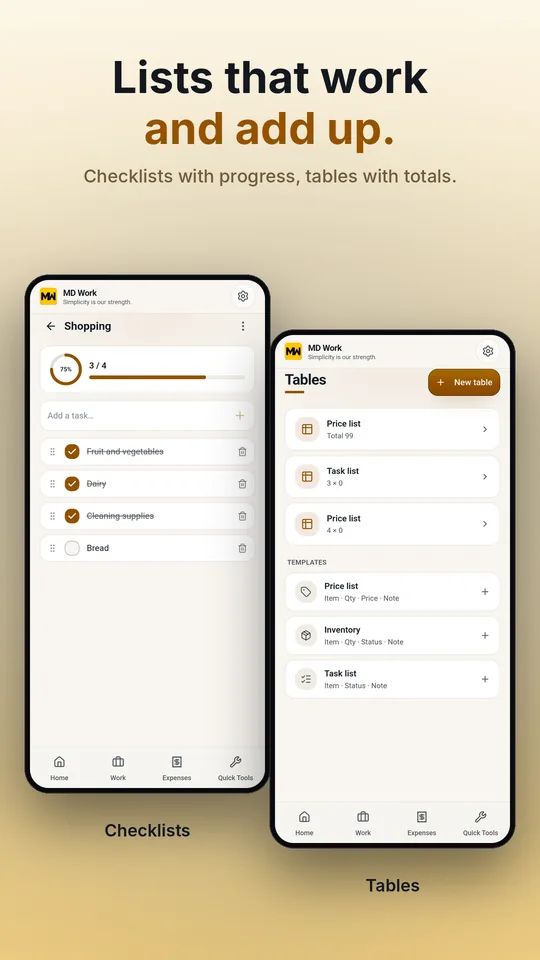 Lists that work
and add up.
Checklists with progress, tables with totals.
MW
MD Work
Simplicity is our strength.
Shopping
75%
3 / 4
Add a task...
Fruit and vegetables
Dairy
Cleaning supplies
Bread
Home
Work
Expenses
Quick Tools
Checklists
MW
MD Work
Simplicity is our strength.
Tables
+ New table
Price list
Total 99
Task list
3 × 0
Price list
4 × 0
TEMPLATES
Price list
Item · Qty · Price · Note
Inventory
Item · Qty · Status · Note
Task list
Item · Status · Note
Home
Work
Expenses
Quick Tools
Tables